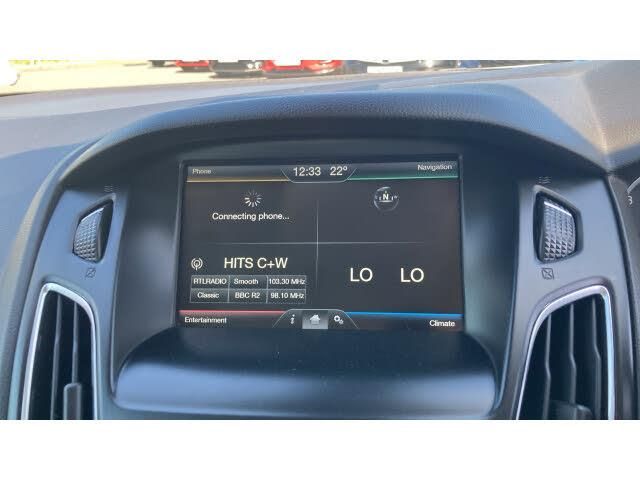 Phone 12:33 22° Navigation
N
Connecting phone...
HITS C+W
LO LO
RTLRADIO Smooth 103.30 MHz
Classic BBC R2 98.10 MHz
Entertainment i Climate